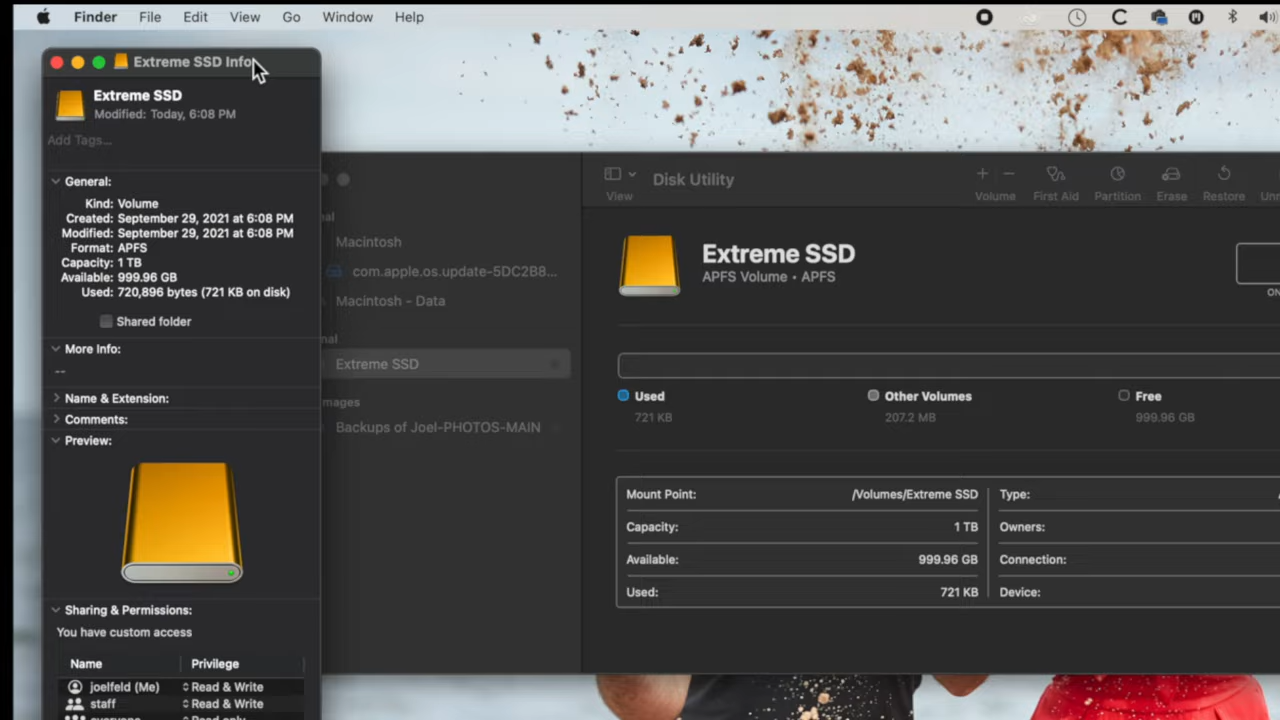 Finder File Edit View Go Window Help
Extreme SSD Info
Extreme SSD
Modified: Today, 6:08 PM
Add Tags...
General:
Kind: Volume
Created: September 29, 2021 at 6:08 PM
Modified: September 29, 2021 at 6:08 PM
Format: APFS
Capacity: 1 TB
Available: 999.96 GB
Used: 720,896 bytes (721 KB on disk)
Shared folder
More Info:
--
Name & Extension:
Comments:
Preview:
Sharing & Permissions:
You have custom access
Name Privilege
joelfeld (Me) Read & Write
staff Read & Write
everyone Read only
Macintosh
com.apple.os.update-5DC2B8...
Macintosh - Data
Extreme SSD
Backups of Joel-PHOTOS-MAIN
View
Disk Utility
Volume First Aid Partition Erase Restore
Extreme SSD
APFS Volume • APFS
Used
721 KB
Other Volumes
207.2 MB
Free
999.96 GB
Mount Point: /Volumes/Extreme SSD
Capacity: 1 TB
Available: 999.96 GB
Used: 721 KB
Type:
Owners:
Connection:
Device: